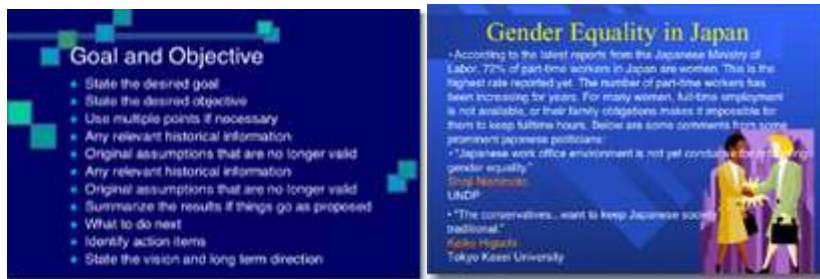 Goal and Objective
State the desired goal
State the desired objective
Use multiple points if necessary
Any relevant historical information
Original assumptions that are no longer valid
Any relevant historical information
Original assumptions that are no longer valid
Summarize the results if things go as proposed
What to do next
Identify action items
State the vision and long term direction
Gender Equality in Japan
•According to the latest reports from the Japanese Ministry of
Labor, 72% of part-time workers in Japan are women. This is the
highest rate reported yet. The number of part-time workers has
been increasing for years. For many women, full-time employment
is not available, or their family obligations makes it impossible for
them to keep fulltime hours. Below are some comments from some
prominent japanese politicians:
•"Japanese work office environment is not yet
gender equality."
UNDP
• "The conservatives... want to keep Japanese society
traditional."
Keiko Higuchi
Tokyo Kasei University